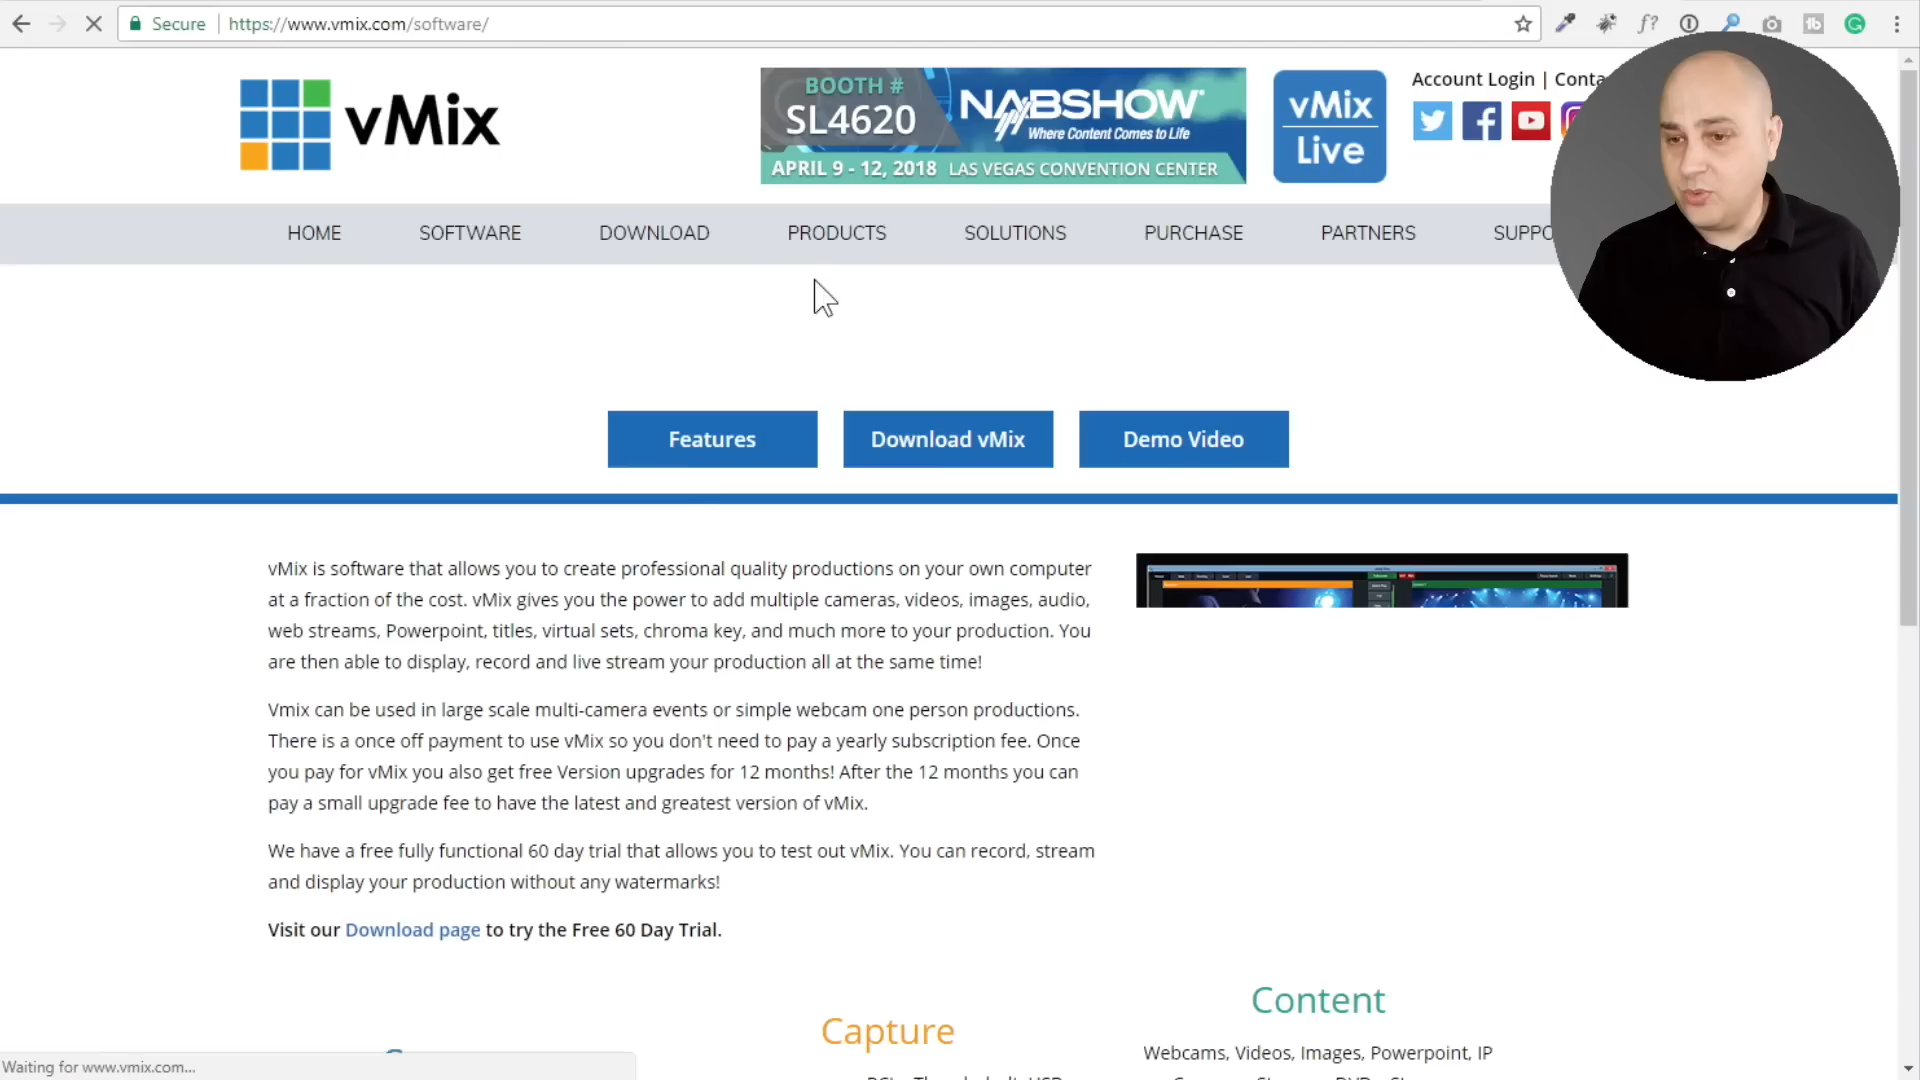 Secure https://www.vmix.com/software/
vMix
BOOTH #
SL4620
NABSHOW
Where Content Comes to Life
APRIL 9 - 12, 2018 LAS VEGAS CONVENTION CENTER
vMix
Live
Account Login | Conta
HOME SOFTWARE DOWNLOAD PRODUCTS SOLUTIONS PURCHASE PARTNERS SUPPO
Features Download vMix Demo Video
vMix is software that allows you to create professional quality productions on your own computer
at a fraction of the cost. vMix gives you the power to add multiple cameras, videos, images, audio,
web streams, Powerpoint, titles, virtual sets, chroma key, and much more to your production. You
are then able to display, record and live stream your production all at the same time!
Vmix can be used in large scale multi-camera events or simple webcam one person productions.
There is a once off payment to use vMix so you don't need to pay a yearly subscription fee. Once
you pay for vMix you also get free Version upgrades for 12 months! After the 12 months you can
pay a small upgrade fee to have the latest and greatest version of vMix.
We have a free fully functional 60 day trial that allows you to test out vMix. You can record, stream
and display your production without any watermarks!
Visit our Download page to try the Free 60 Day Trial.
Capture
Content
Webcams, Videos, Images, Powerpoint, IP
Waiting for www.vmix.com...